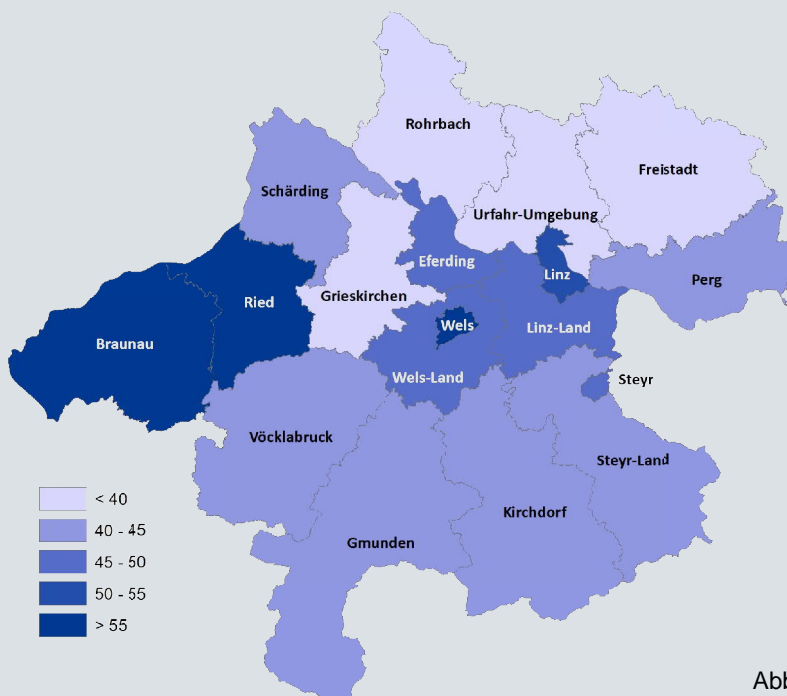 Rohrbach
Freistadt
Schärding
Urfahr-Umgebung
Eferding
Linz
Perg
Grieskirchen
Ried
Wels
Linz-Land
Braunau
Wels-Land
Steyr
Vöcklabruck
Steyr-Land
Kirchdorf
Gmunden
< 40
40 - 45
45 - 50
50 - 55
> 55
Abb